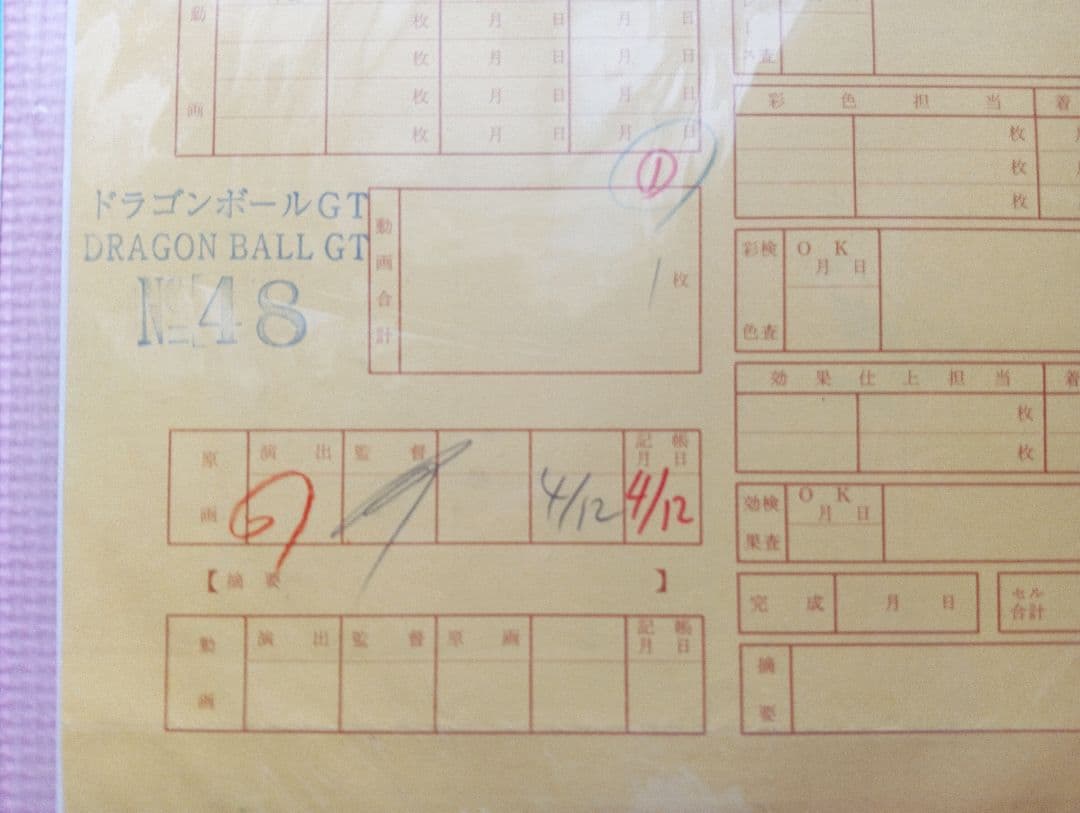 動 枚 月 日 月 日
枚 月 日 月 日
画 枚 月 日 月 日
枚 月 日 月 日
①
査
彩 色 担 当 着
枚
枚
枚
ドラゴンボールGT
DRAGON BALL GT
No.48
動画合計
1枚
彩色検査
OK
月 日
効 果 仕 上 担 当 着
枚
枚
原画 演出 監督 記帳月日
4/12 4/12
効果検査
OK
月 日
【摘要 】
完 成 月 日 セル合計
動画 演出 監督 原画 記帳月日
摘要